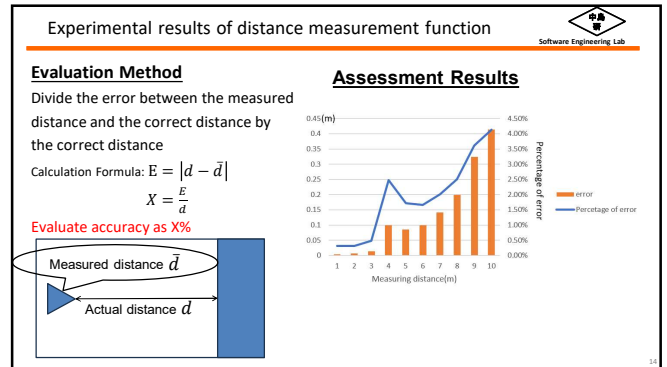 Experimental results of distance measurement function
中島
研
Software Engineering Lab
Evaluation Method
Divide the error between the measured
distance and the correct distance by
the correct distance
Calculation Formula: E = |d − d̄|
X = E/d
Evaluate accuracy as X%
Measured distance d̄
Actual distance d
Assessment Results
0.45(m)
0.4
0.35
0.3
0.25
0.2
0.15
0.1
0.05
0
4.50%
4.00%
3.50%
3.00%
2.50%
2.00%
1.50%
1.00%
0.50%
0.00%
Percentage of error
1 2 3 4 5 6 7 8 9 10
Measuring distance(m)
error
Percetage of error
14